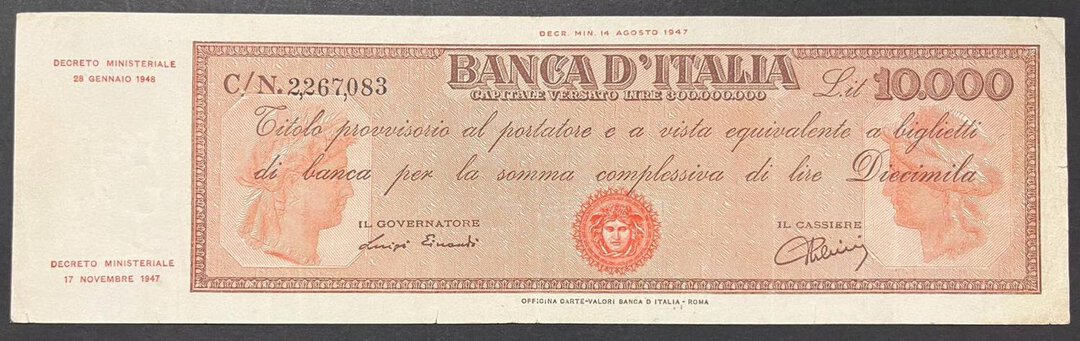 DECR. MIN. 14 AGOSTO 1947
DECRETO MINISTERIALE
28 GENNAIO 1948
C/N. 2,267,083
BANCA D'ITALIA
CAPITALE VERSATO LIRE 300.000.000
Lit 10.000
Titolo provvisorio al portatore e a vista equivalente a biglietti
di banca per la somma complessiva di lire Diecimila
IL GOVERNATORE
Luigi Einaudi
IL CASSIERE
DECRETO MINISTERIALE
17 NOVEMBRE 1947
OFFICINA CARTE-VALORI BANCA D'ITALIA - ROMA